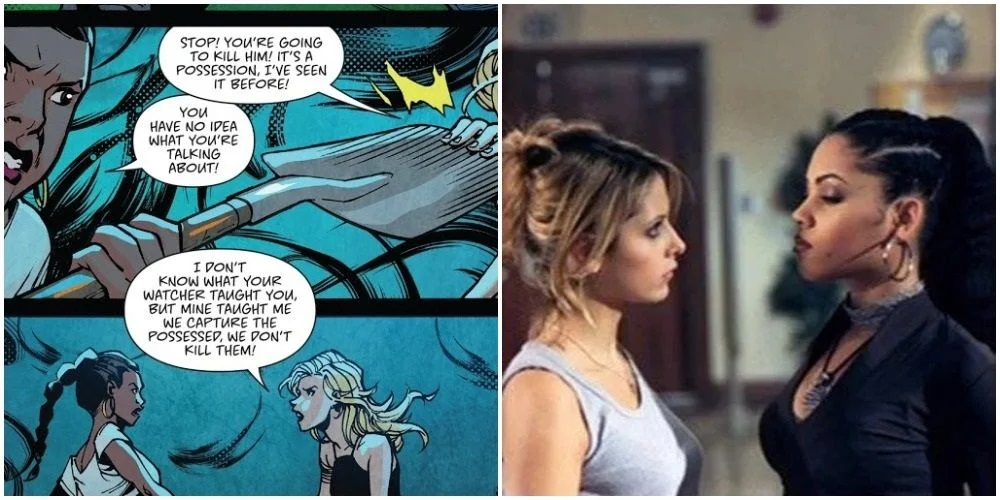 STOP! YOU'RE GOING
TO KILL HIM! IT'S A
POSSESSION, I'VE SEEN
IT BEFORE!
YOU
HAVE NO IDEA
WHAT YOU'RE
TALKING
ABOUT!
I DON'T
KNOW WHAT YOUR
WATCHER TAUGHT YOU,
BUT MINE TAUGHT ME
WE CAPTURE THE
POSSESSED, WE DON'T
KILL THEM!